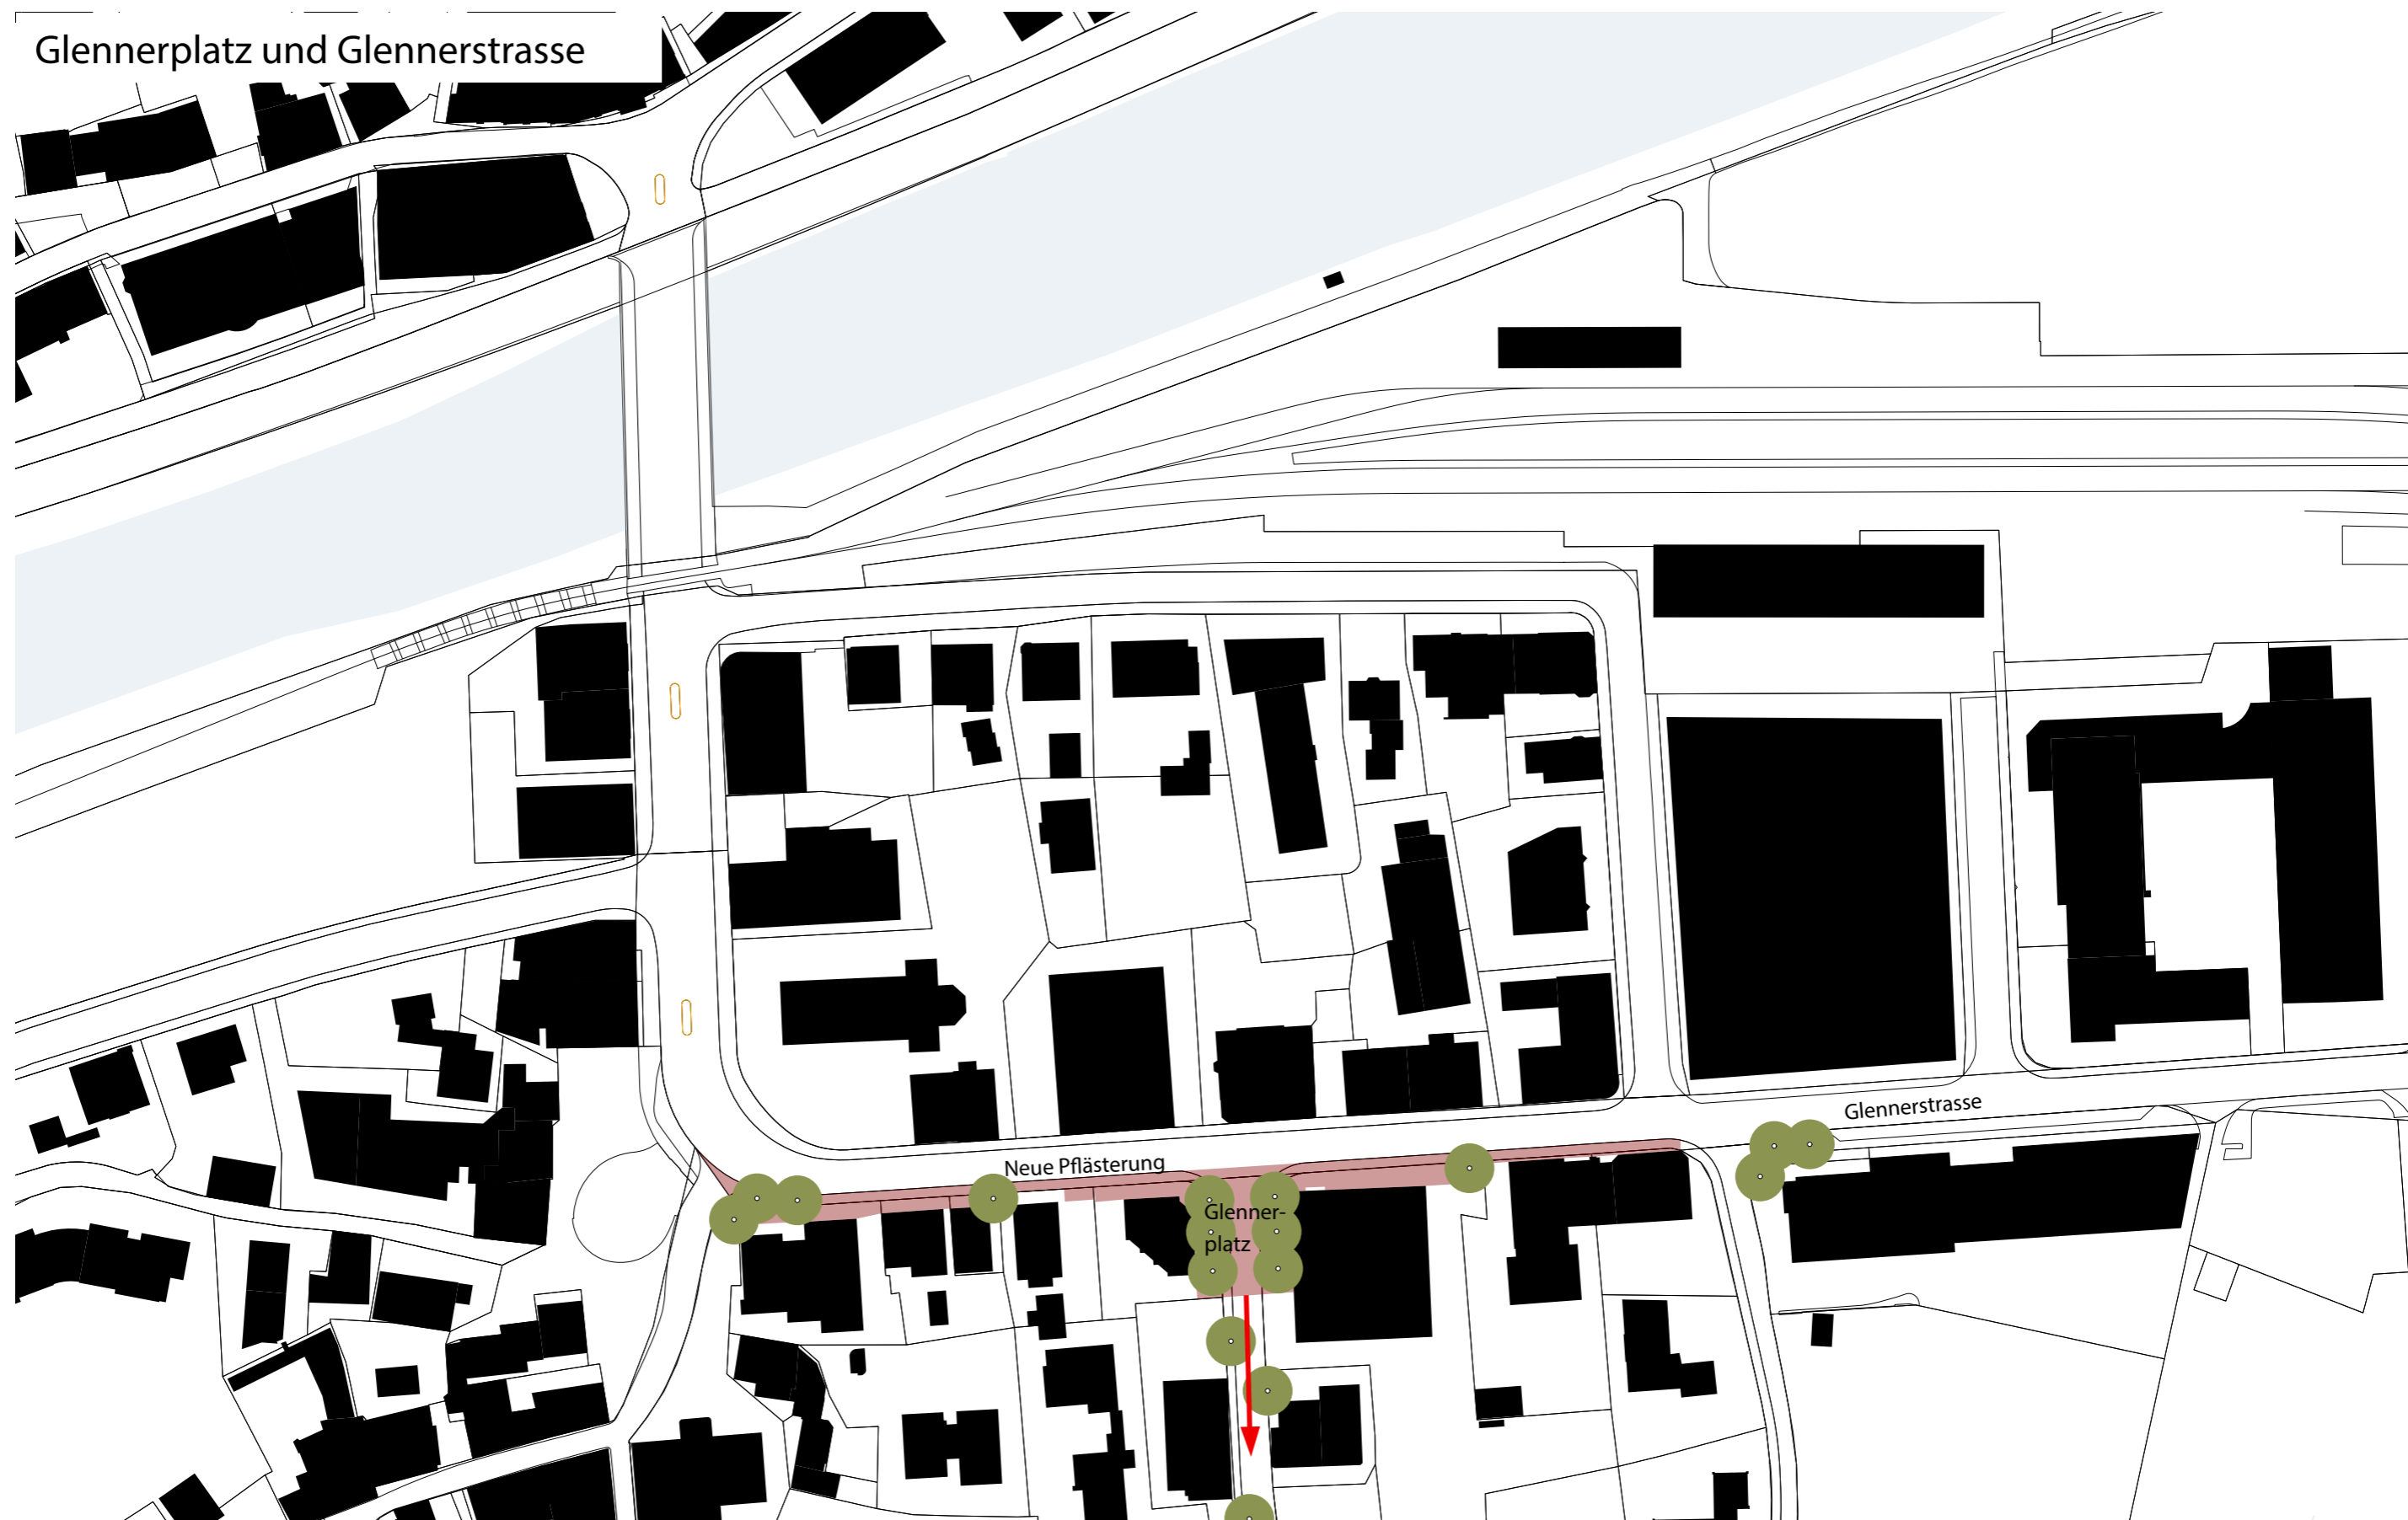 Glennerplatz und Glennerstrasse
Glennerstrasse
Neue Pflästerung
Glenner-
platz